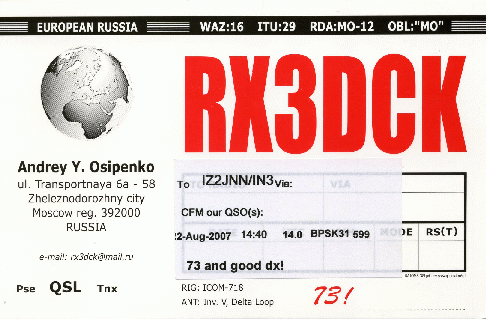 EUROPEAN RUSSIA WAZ:16 ITU:29 RDA:MO-12 OBL:"MO"
RX3DCK
Andrey Y. Osipenko
ul. Transportnaya 6a - 58
Zheleznodorozhny city
Moscow reg. 392000
RUSSIA
e-mail: rx3dck@mail.ru
Pse QSL Tnx
To IZ2JNN/IN3 Via: VIA
CFM our QSO(s):
2-Aug-2007 14:40 14.0 BPSK31 599 MODE RS(T)
73 and good dx!
RIG: ICOM-718
ANT: Inv. V, Delta Loop
73!